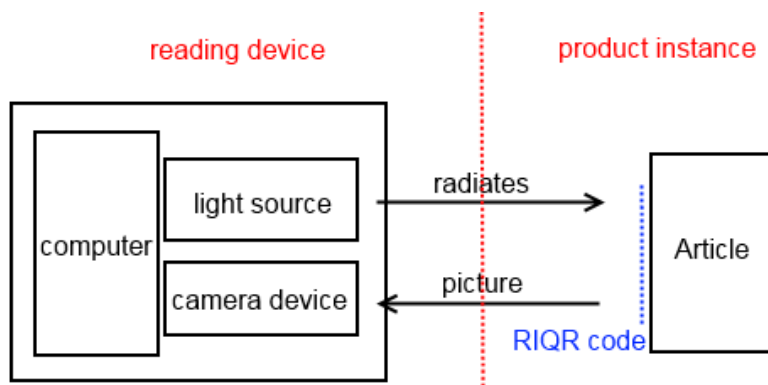 reading device
product instance
light source
radiates
computer
Article
camera device
picture
RIQR code